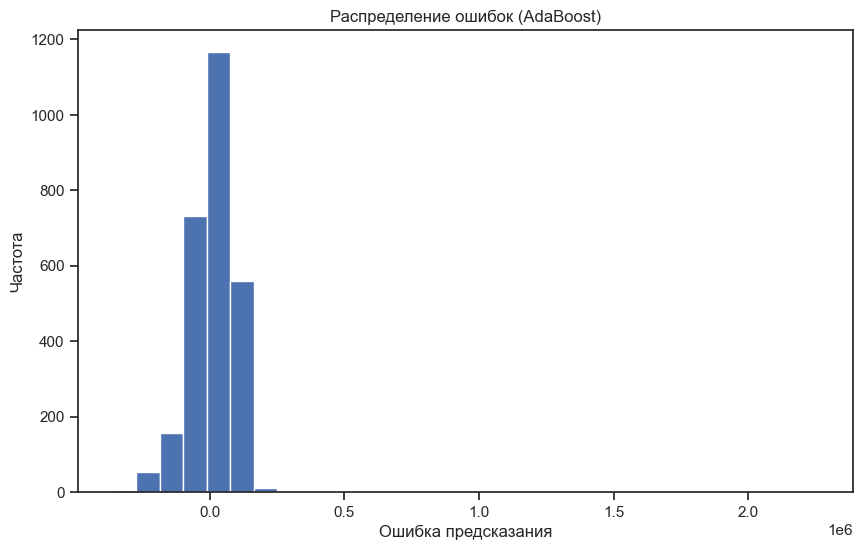 Распределение ошибок (AdaBoost)
1200
1000
800
600
400
200
0
Частота
0.0 0.5 1.0 1.5 2.0
1e6
Ошибка предсказания